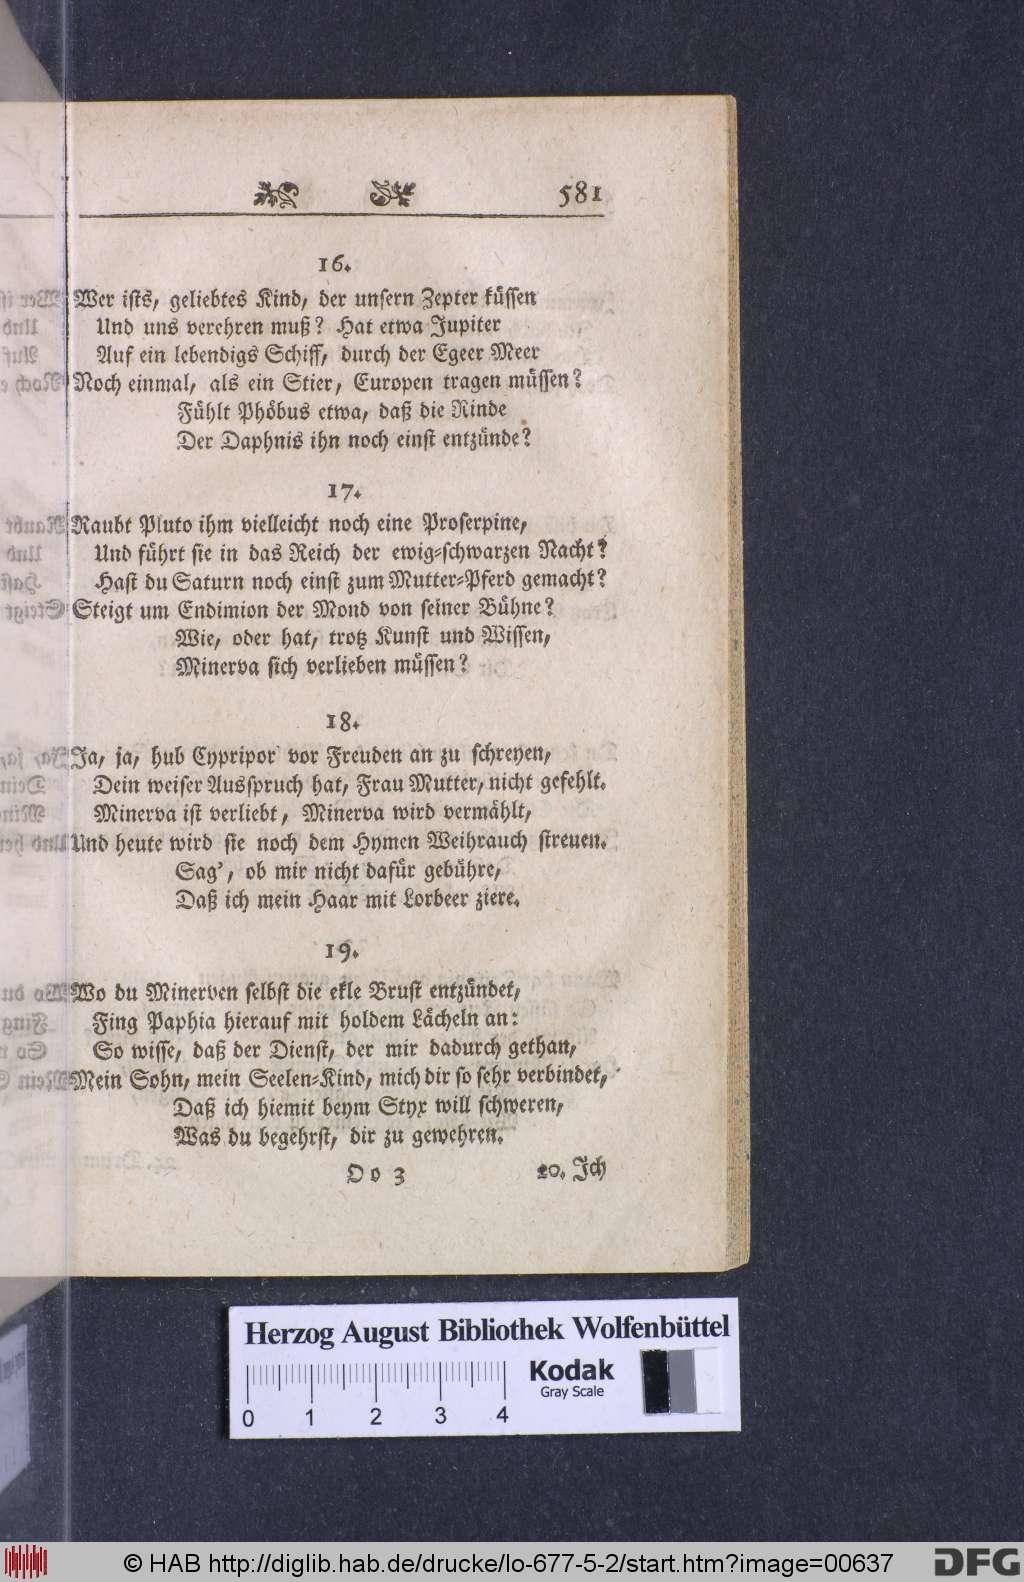 581
16.
Wer ists, geliebtes Kind, der unsern Zepter küssen
Und uns verehren muß? Hat etwa Jupiter
Auf ein lebendigs Schiff, durch der Egeer Meer
Noch einmal, als ein Stier, Europen tragen müssen?
Fühlt Phöbus etwa, daß die Rinde
Der Daphnis ihn noch einst entzünde?
17.
Raubt Pluto ihm vielleicht noch eine Proserpine,
Und führt sie in das Reich der ewig-schwarzen Nacht?
Hast du Saturn noch einst zum Mutter-Pferd gemacht?
Steigt um Endimion der Mond von seiner Bühne?
Wie, oder hat, trotz Kunst und Wissen,
Minerva sich verlieben müssen?
18.
Ja, ja, hub Cypripor vor Freuden an zu schreyen,
Dein weiser Ausspruch hat, Frau Mutter, nicht gefehlt.
Minerva ist verliebt, Minerva wird vermählt,
Und heute wird sie noch dem Hymen Weihrauch streuen.
Sag', ob mir nicht dafür gebühre,
Daß ich mein Haar mit Lorbeer ziere.
19.
Wo du Minerven selbst die ekle Brust entzündet,
Fing Paphia hierauf mit holdem Lächeln an:
So wisse, daß der Dienst, der mir dadurch gethan,
Mein Sohn, mein Seelen-Kind, mich dir so sehr verbindet,
Daß ich hiemit beym Styx will schweren,
Was du begehrst, dir zu gewehren.
Oo 3 20. Ich
Herzog August Bibliothek Wolfenbüttel
Kodak
Gray Scale
0 1 2 3 4
© HAB http://diglib.hab.de/drucke/lo-677-5-2/start.htm?image=00637
DFG